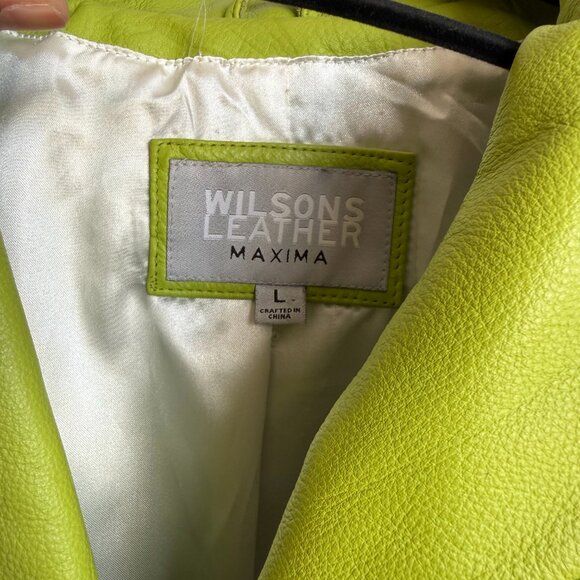 WILSONS
LEATHER
MAXIMA
L
CRAFTED IN
CHINA